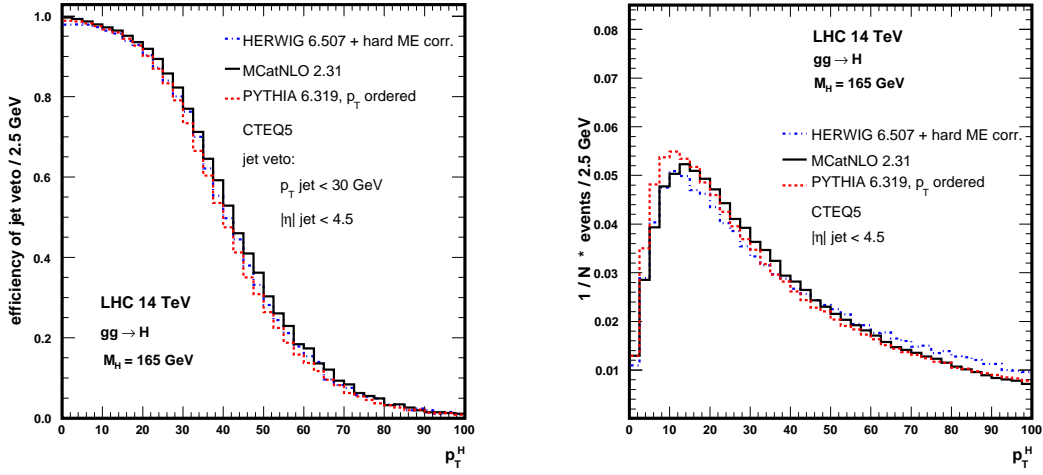 efficiency of jet veto / 2.5 GeV
1.0
0.8
0.6
0.4
0.2
0.0
HERWIG 6.507 + hard ME corr.
MCatNLO 2.31
PYTHIA 6.319, p_T ordered
CTEQ5
jet veto:
p_T jet < 30 GeV
|η| jet < 4.5
LHC 14 TeV
gg → H
M_H = 165 GeV
0 10 20 30 40 50 60 70 80 90 100
p_T^H
1 / N * events / 2.5 GeV
0.08
0.07
0.06
0.05
0.04
0.03
0.02
0.01
LHC 14 TeV
gg → H
M_H = 165 GeV
HERWIG 6.507 + hard ME corr.
MCatNLO 2.31
PYTHIA 6.319, p_T ordered
CTEQ5
|η| jet < 4.5
0 10 20 30 40 50 60 70 80 90 100
p_T^H